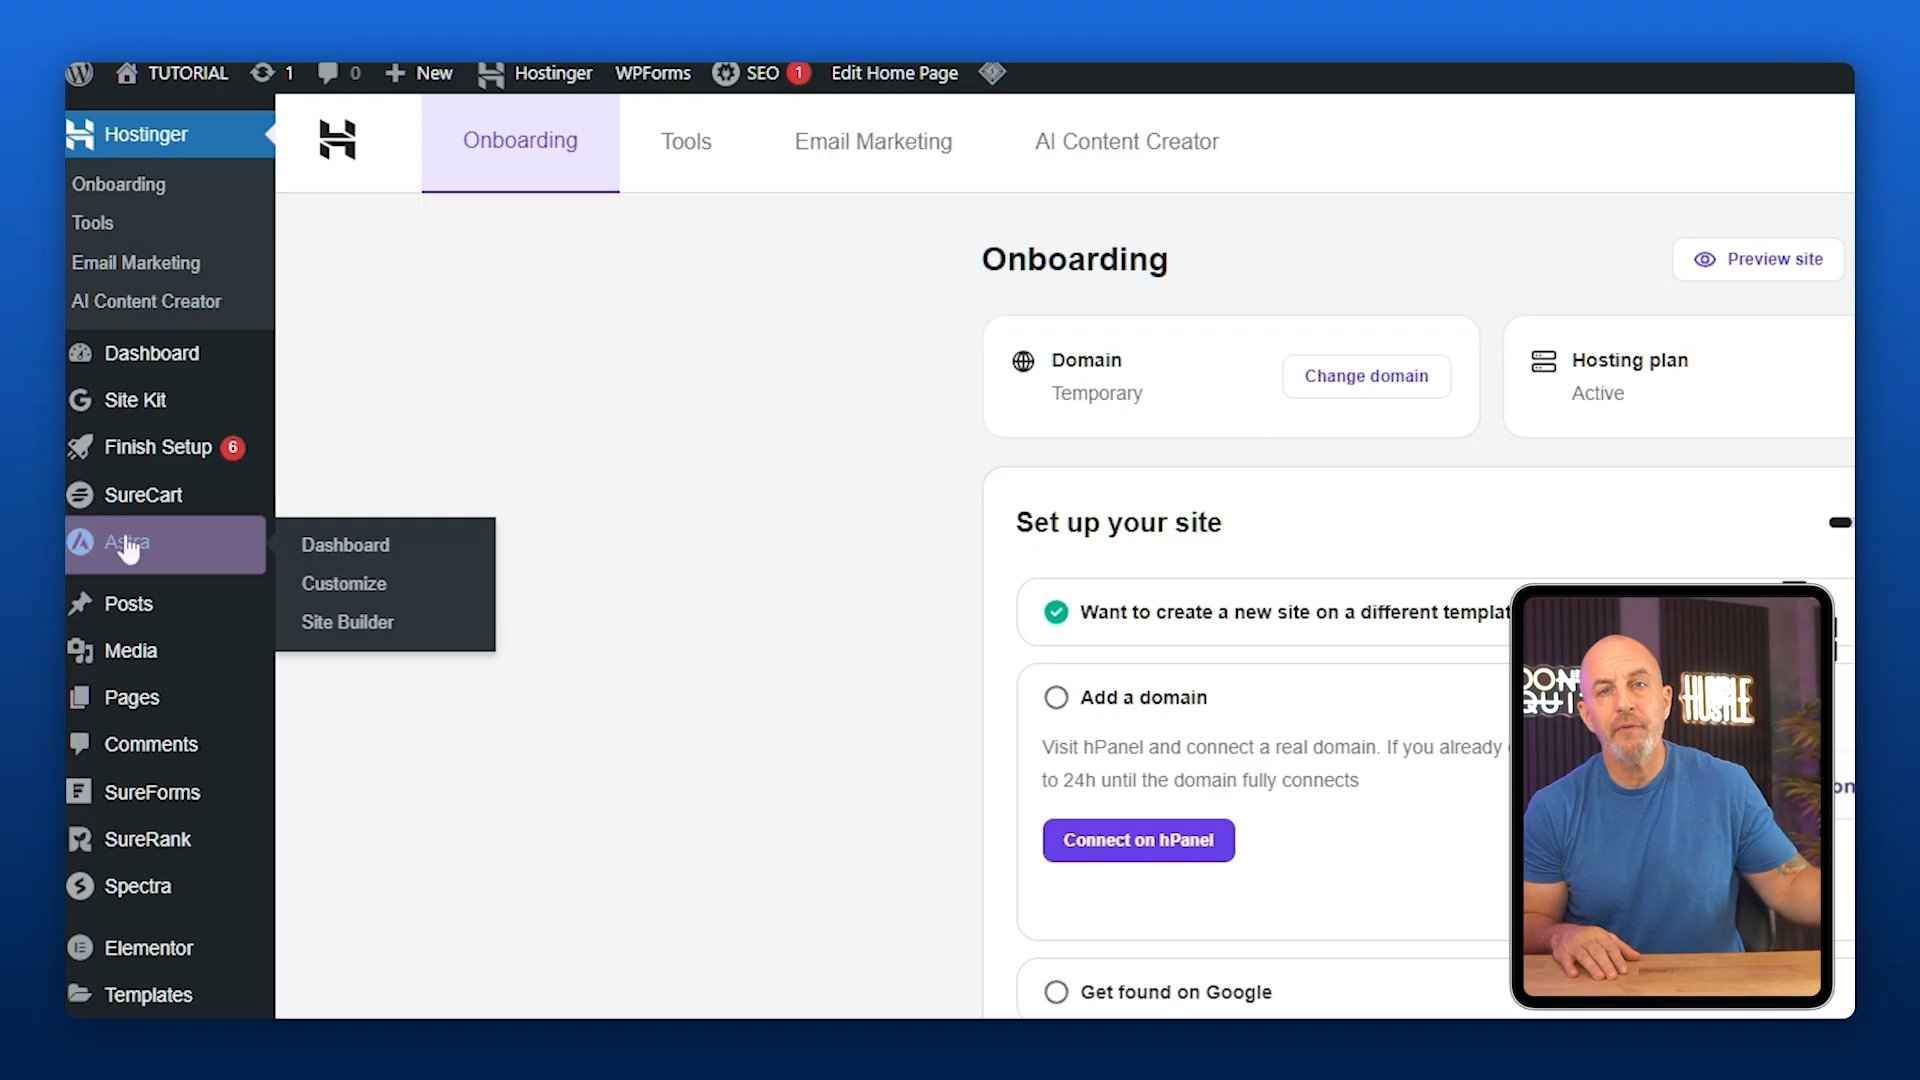 TUTORIAL
1
0
New
Hostinger
WPForms
SEO
1
Edit Home Page
Hostinger
Onboarding
Tools
Email Marketing
AI Content Creator
Onboarding
Tools
Email Marketing
AI Content Creator
Dashboard
Site Kit
Finish Setup 6
SureCart
Astra
Dashboard
Customize
Site Builder
Posts
Media
Pages
Comments
SureForms
SureRank
Spectra
Elementor
Templates
Onboarding
Preview site
Domain
Temporary
Change domain
Hosting plan
Active
Set up your site
Want to create a new site on a different templat
Add a domain
Visit hPanel and connect a real domain. If you already
to 24h until the domain fully connects
Connect on hPanel
Get found on Google
DON'T
QUIT
HUSTLE